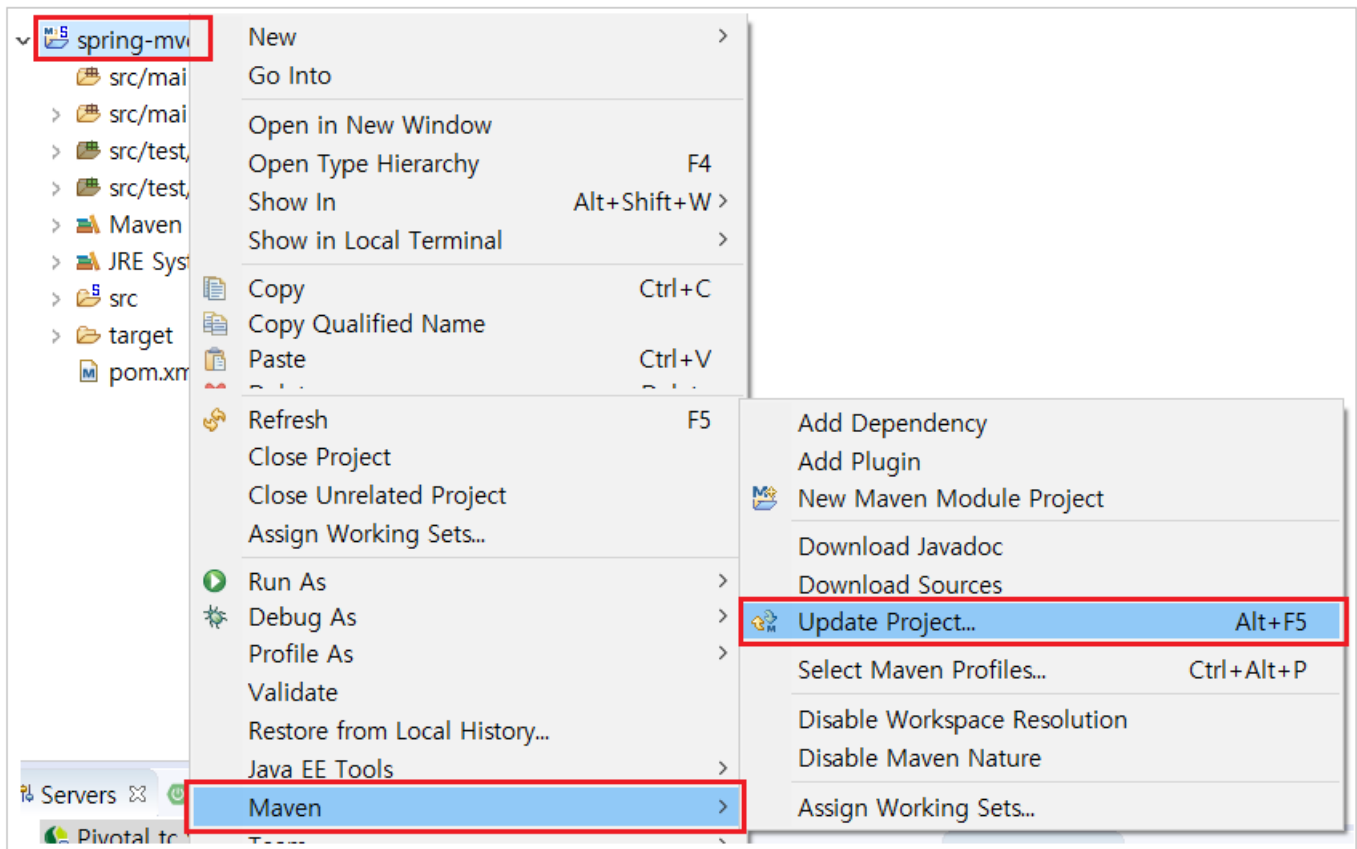 spring-mv
src/mai
src/mai
src/test/
src/test/
Maven
JRE Syst
src
target
pom.xm
Servers
Pivotal tc
New
Go Into
Open in New Window
Open Type Hierarchy F4
Show In Alt+Shift+W
Show in Local Terminal
Copy Ctrl+C
Copy Qualified Name
Paste Ctrl+V
Refresh F5
Close Project
Close Unrelated Project
Assign Working Sets...
Run As
Debug As
Profile As
Validate
Restore from Local History...
Java EE Tools
Maven
Add Dependency
Add Plugin
New Maven Module Project
Download Javadoc
Download Sources
Update Project... Alt+F5
Select Maven Profiles... Ctrl+Alt+P
Disable Workspace Resolution
Disable Maven Nature
Assign Working Sets...